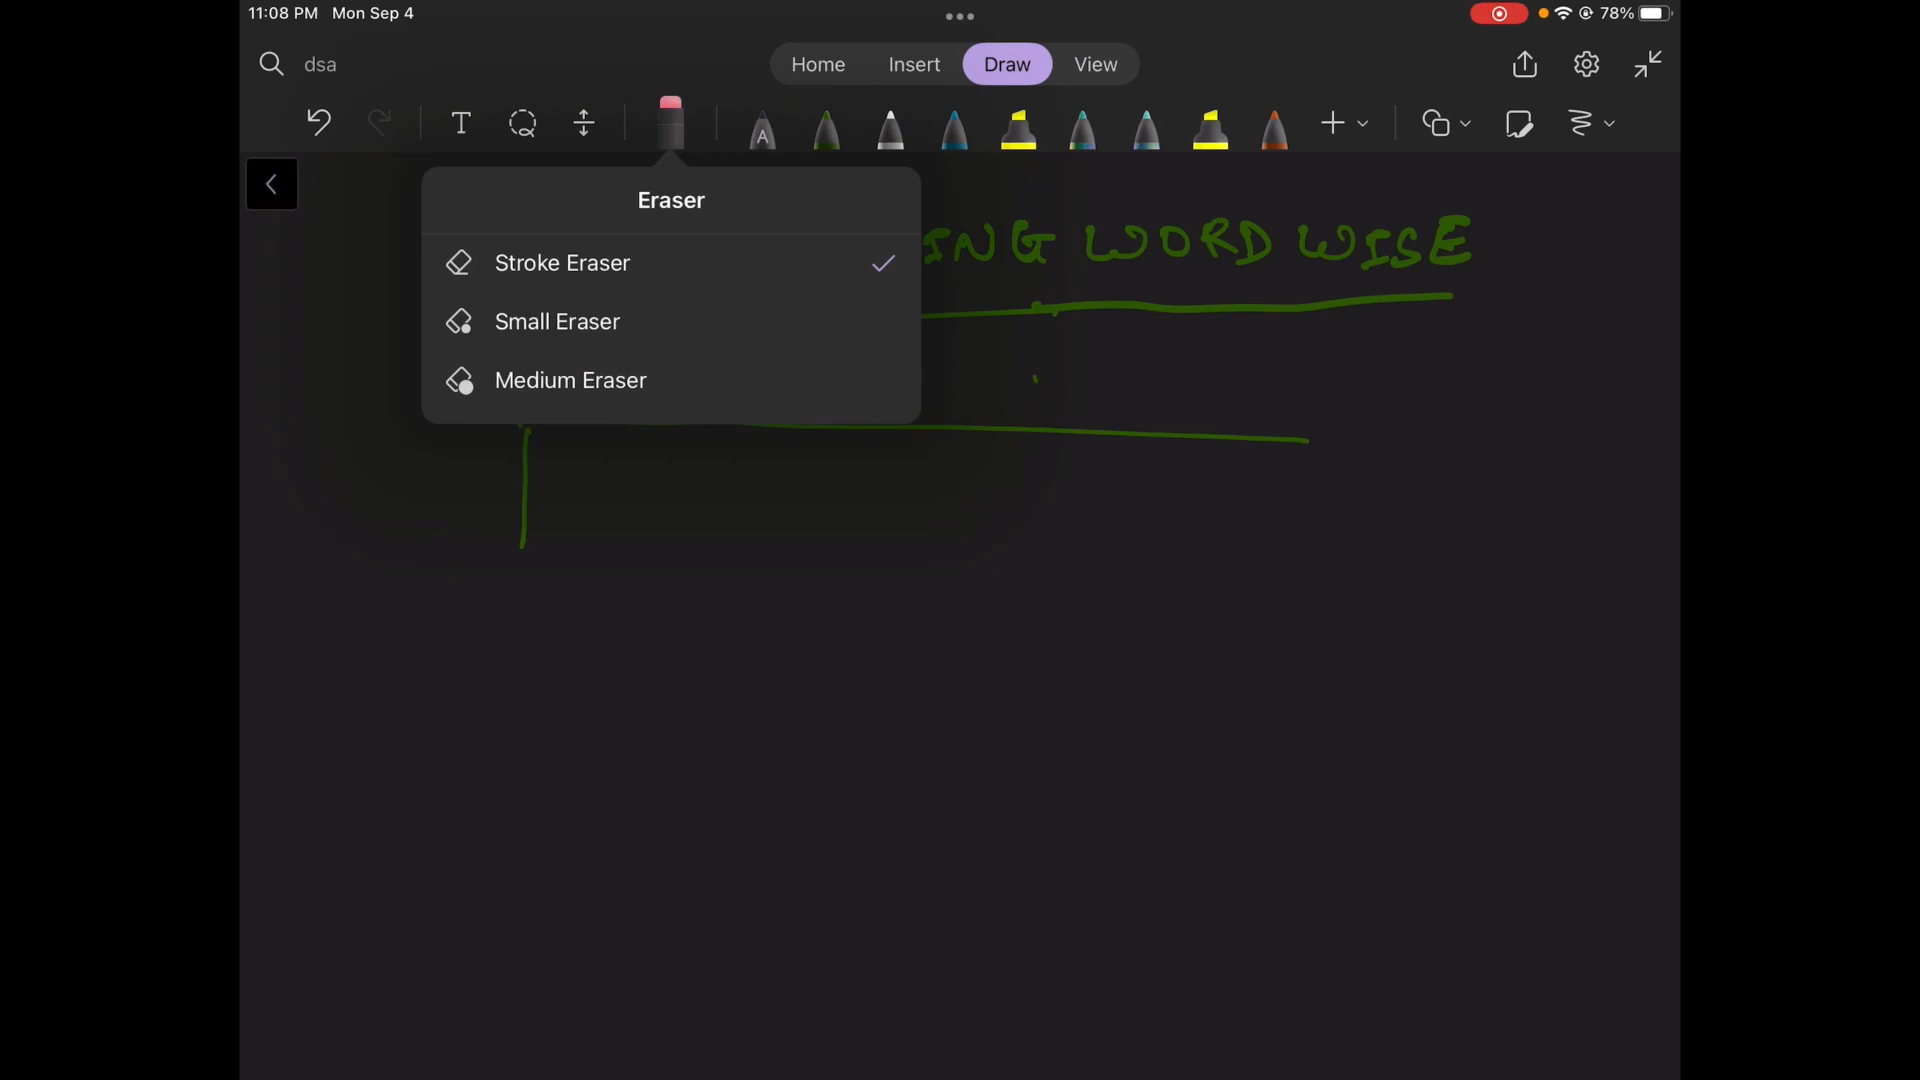 11:08 PM Mon Sep 4 78%
dsa Home Insert Draw View
T A
Eraser
ING WORD WISE
Stroke Eraser
Small Eraser
Medium Eraser